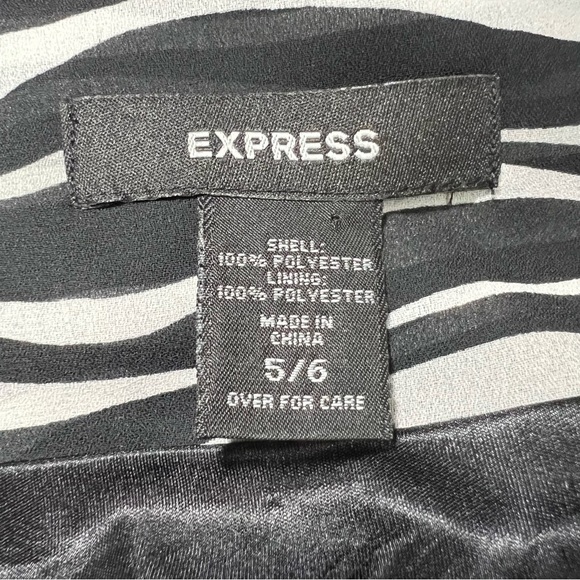 EXPRESS
SHELL:
100% POLYESTER
LINING:
100% POLYESTER
MADE IN
CHINA
5/6
OVER FOR CARE